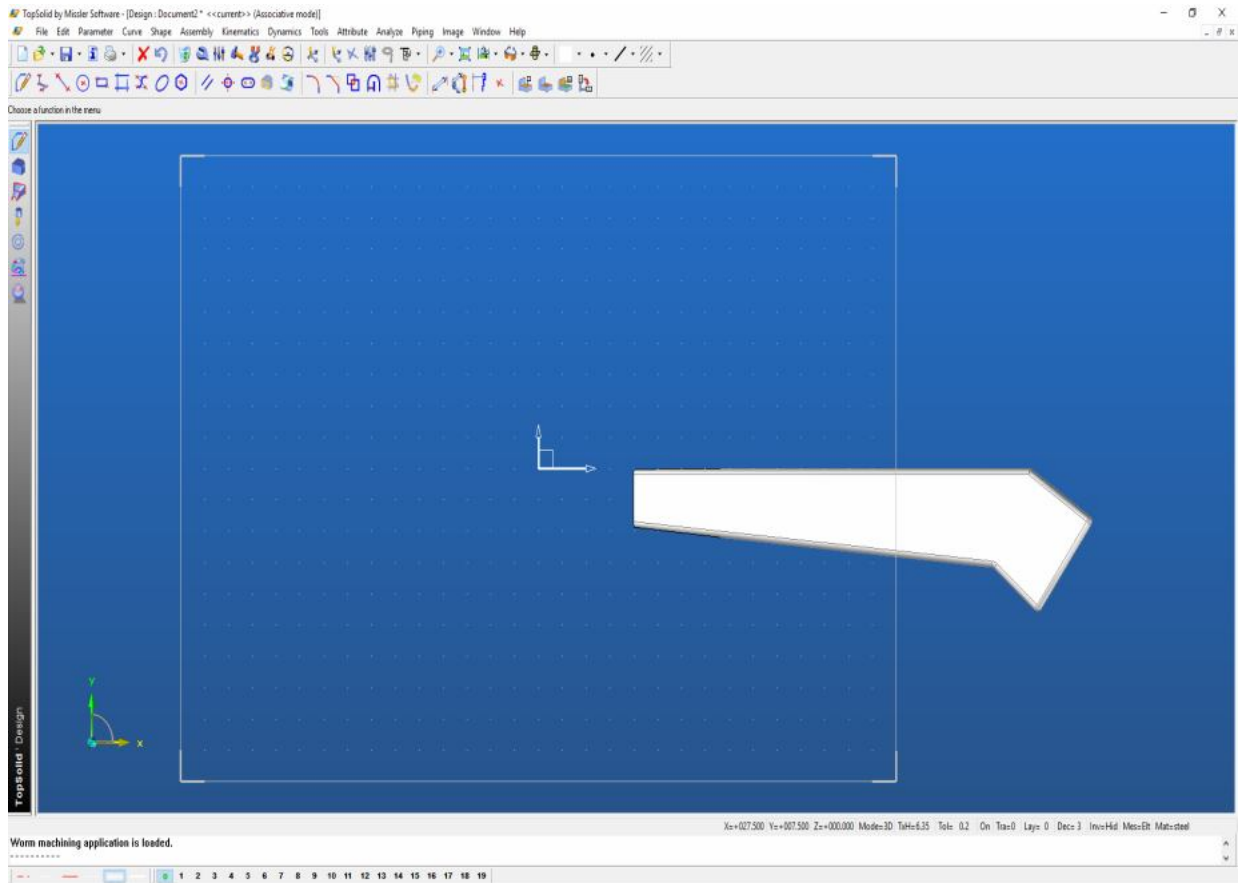 TopSolid by Missler Software - [Design : Document2 * <<current>> (Associative mode)]
File Edit Parameter Curve Shape Assembly Kinematics Dynamics Tools Attribute Analyze Piping Image Window Help
Choose a function in the menu
Y
X
TopSolid'Design
X=+027.500 Y=+007.500 Z=+000.000 Mode=3D TxH=6.35 Tol= 0.2 On Tra=0 Lay= 0 Dec= 3 Inv=Hid Mes=Elt Mat=steel
Worm machining application is loaded.
----------
0 1 2 3 4 5 6 7 8 9 10 11 12 13 14 15 16 17 18 19